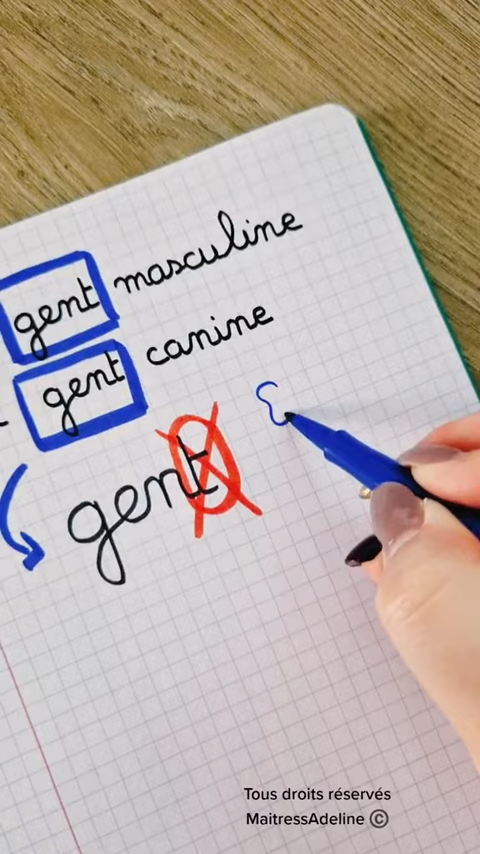 gent masculine
gent canine
gent
Tous droits réservés
MaitressAdeline ©